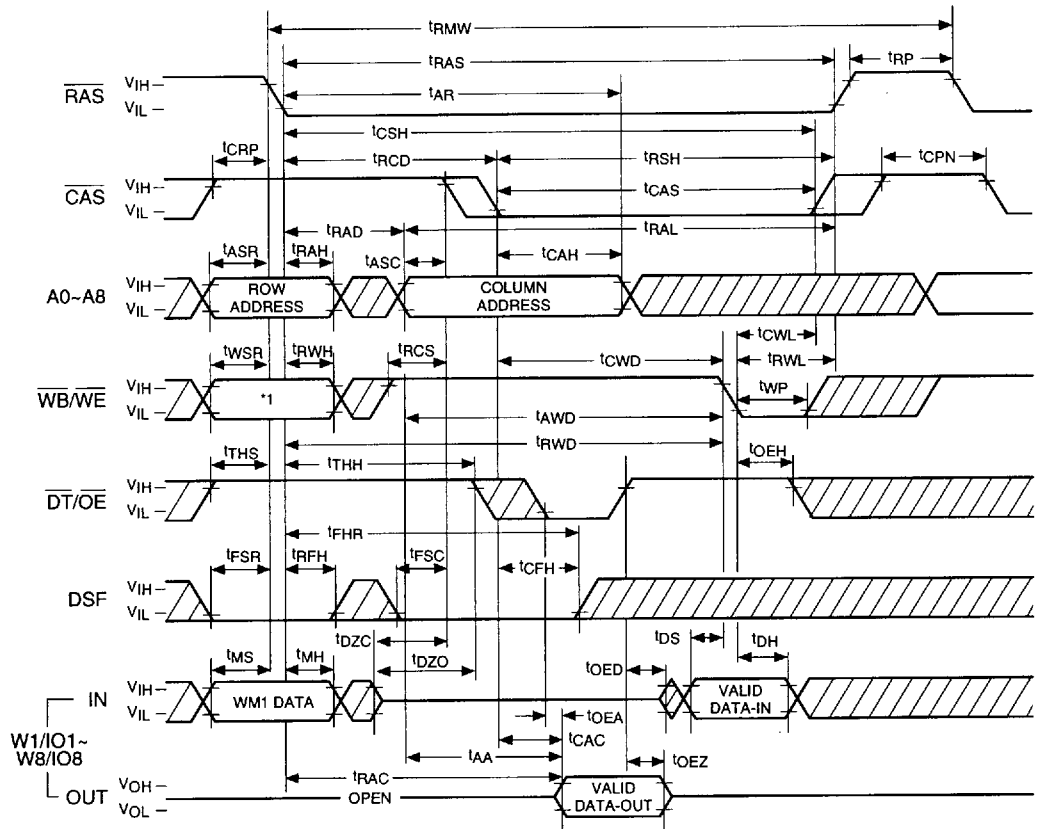 tRMW
tRAS
tRP
RAS
VIH
VIL
tAR
tCSH
tCRP
tRCD
tRSH
tCPN
CAS
VIH
VIL
tCAS
tRAD
tRAL
tASR
tRAH
tASC
tCAH
A0~A8
VIH
VIL
ROW
ADDRESS
COLUMN
ADDRESS
tCWL
tWSR
tRWH
tRCS
tCWD
tRWL
WB/WE
VIH
VIL
*1
tWP
tAWD
tRWD
tTHS
tTHH
tOEH
DT/OE
VIH
VIL
tFHR
tFSR
tRFH
tFSC
tCFH
DSF
VIH
VIL
tDZC
tDS
tMS
tMH
tDZO
tOED
tDH
IN
VIH
VIL
WM1 DATA
VALID
DATA-IN
tOEA
W1/IO1~
W8/IO8
tCAC
tAA
tOEZ
tRAC
OUT
VOH
VOL
OPEN
VALID
DATA-OUT